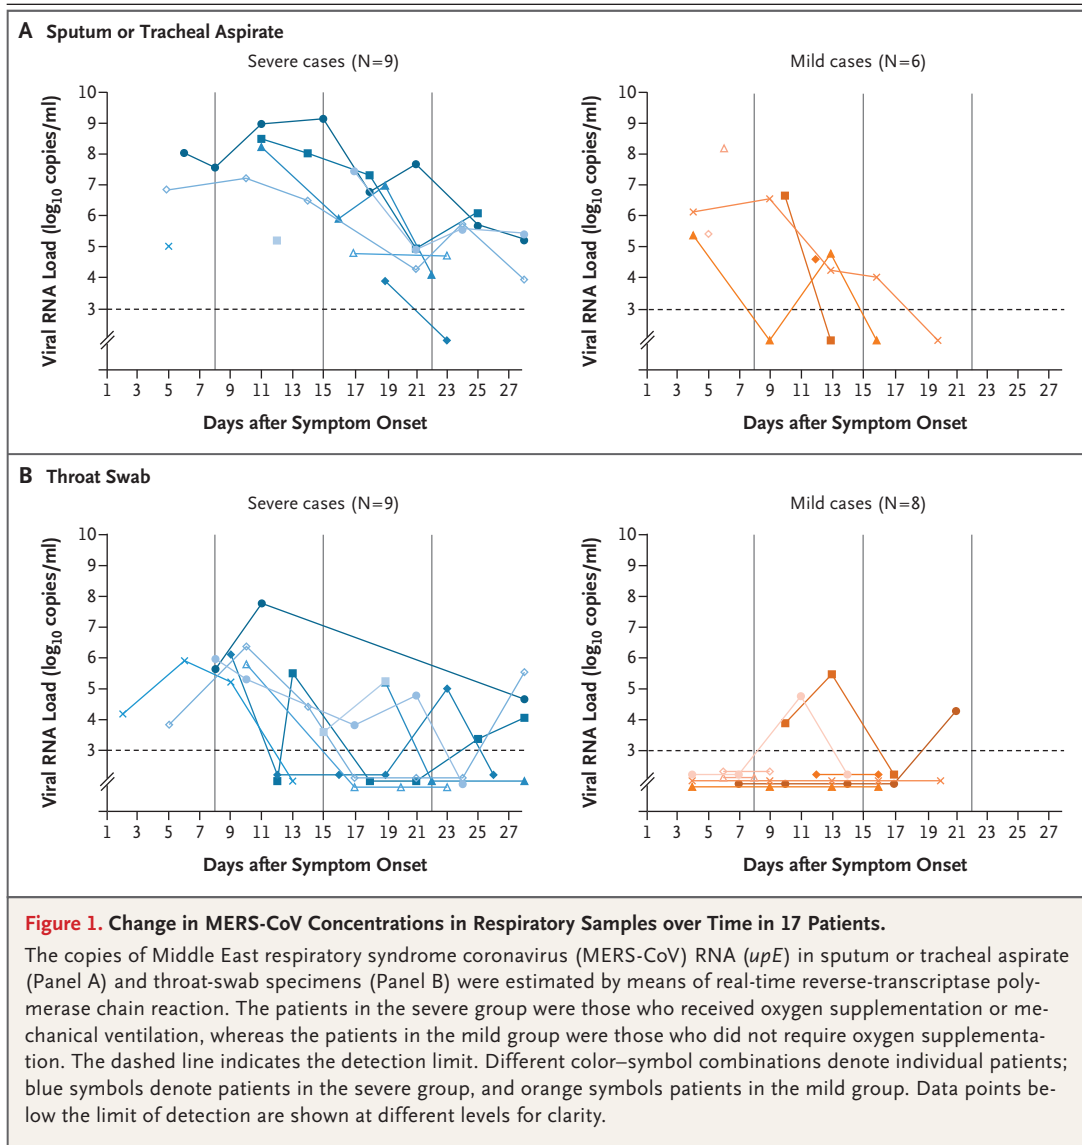 A Sputum or Tracheal Aspirate
Severe cases (N=9)
Mild cases (N=6)
Viral RNA Load (log10 copies/ml)
10
9
8
7
6
5
4
3
1 3 5 7 9 11 13 15 17 19 21 23 25 27
Days after Symptom Onset
Viral RNA Load (log10 copies/ml)
10
9
8
7
6
5
4
3
1 3 5 7 9 11 13 15 17 19 21 23 25 27
Days after Symptom Onset
B Throat Swab
Severe cases (N=9)
Mild cases (N=8)
Viral RNA Load (log10 copies/ml)
10
9
8
7
6
5
4
3
1 3 5 7 9 11 13 15 17 19 21 23 25 27
Days after Symptom Onset
Viral RNA Load (log10 copies/ml)
10
9
8
7
6
5
4
3
1 3 5 7 9 11 13 15 17 19 21 23 25 27
Days after Symptom Onset
Figure 1. Change in MERS-CoV Concentrations in Respiratory Samples over Time in 17 Patients.
The copies of Middle East respiratory syndrome coronavirus (MERS-CoV) RNA (upE) in sputum or tracheal aspirate
(Panel A) and throat-swab specimens (Panel B) were estimated by means of real-time reverse-transcriptase poly-
merase chain reaction. The patients in the severe group were those who received oxygen supplementation or me-
chanical ventilation, whereas the patients in the mild group were those who did not require oxygen supplementa-
tion. The dashed line indicates the detection limit. Different color–symbol combinations denote individual patients;
blue symbols denote patients in the severe group, and orange symbols patients in the mild group. Data points be-
low the limit of detection are shown at different levels for clarity.